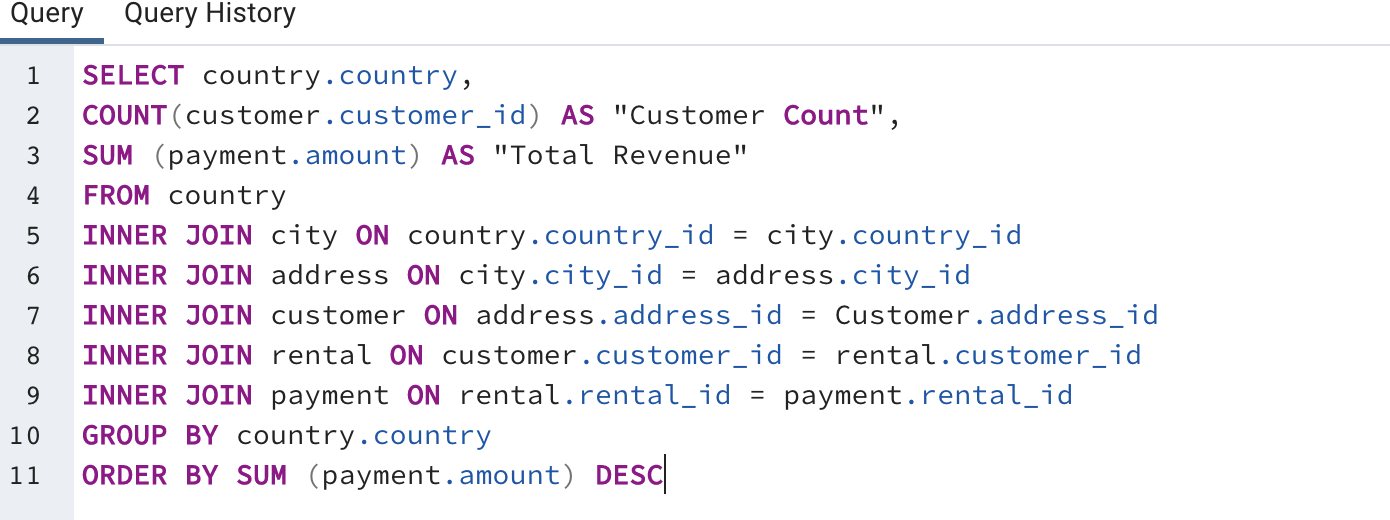 Query Query History
1 SELECT country.country,
2 COUNT(customer.customer_id) AS "Customer Count",
3 SUM (payment.amount) AS "Total Revenue"
4 FROM country
5 INNER JOIN city ON country.country_id = city.country_id
6 INNER JOIN address ON city.city_id = address.city_id
7 INNER JOIN customer ON address.address_id = Customer.address_id
8 INNER JOIN rental ON customer.customer_id = rental.customer_id
9 INNER JOIN payment ON rental.rental_id = payment.rental_id
10 GROUP BY country.country
11 ORDER BY SUM (payment.amount) DESC